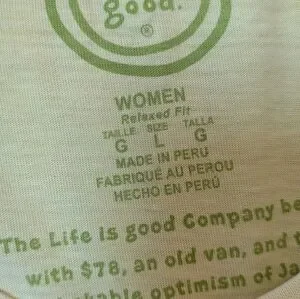 good.
®
WOMEN
Relaxed Fit
TAILLE SIZE TALLA
G L G
MADE IN PERU
FABRIQUÉ AU PEROU
HECHO EN PERÚ
The Life is good Company be
with $78, an old van, and t
optimism of Ja